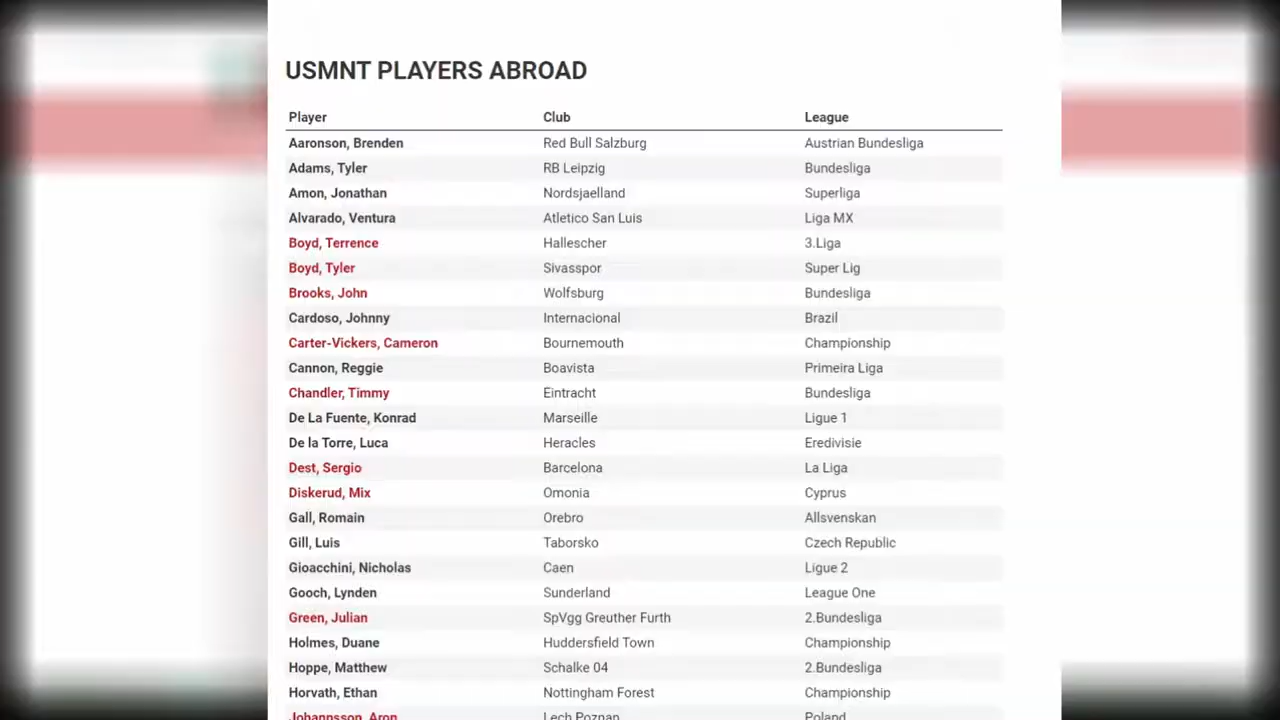 USMNT PLAYERS ABROAD
Player Club League
Aaronson, Brenden Red Bull Salzburg Austrian Bundesliga
Adams, Tyler RB Leipzig Bundesliga
Amon, Jonathan Nordsjaelland Superliga
Alvarado, Ventura Atletico San Luis Liga MX
Boyd, Terrence Hallescher 3.Liga
Boyd, Tyler Sivasspor Super Lig
Brooks, John Wolfsburg Bundesliga
Cardoso, Johnny Internacional Brazil
Carter-Vickers, Cameron Bournemouth Championship
Cannon, Reggie Boavista Primeira Liga
Chandler, Timmy Eintracht Bundesliga
De La Fuente, Konrad Marseille Ligue 1
De la Torre, Luca Heracles Eredivisie
Dest, Sergio Barcelona La Liga
Diskerud, Mix Omonia Cyprus
Gall, Romain Orebro Allsvenskan
Gill, Luis Taborsko Czech Republic
Gioacchini, Nicholas Caen Ligue 2
Gooch, Lynden Sunderland League One
Green, Julian SpVgg Greuther Furth 2.Bundesliga
Holmes, Duane Huddersfield Town Championship
Hoppe, Matthew Schalke 04 2.Bundesliga
Horvath, Ethan Nottingham Forest Championship
Johannsson, Aron Lech Poznan Poland